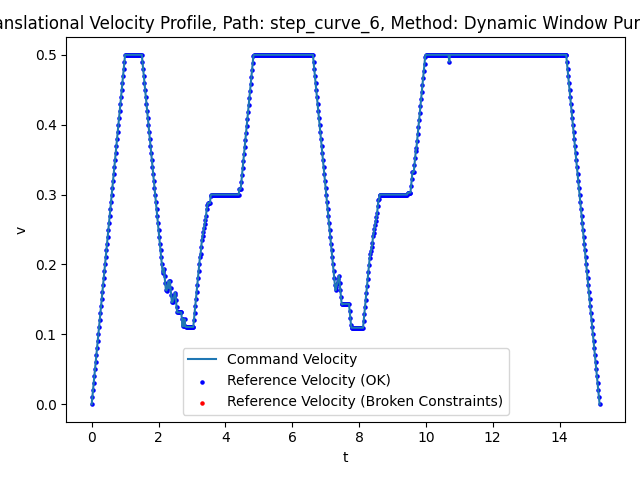 anslational Velocity Profile, Path: step_curve_6, Method: Dynamic Window Pur
0.5
0.4
0.3
0.2
0.1
0.0
v
Command Velocity
Reference Velocity (OK)
Reference Velocity (Broken Constraints)
0 2 4 6 8 10 12 14
t